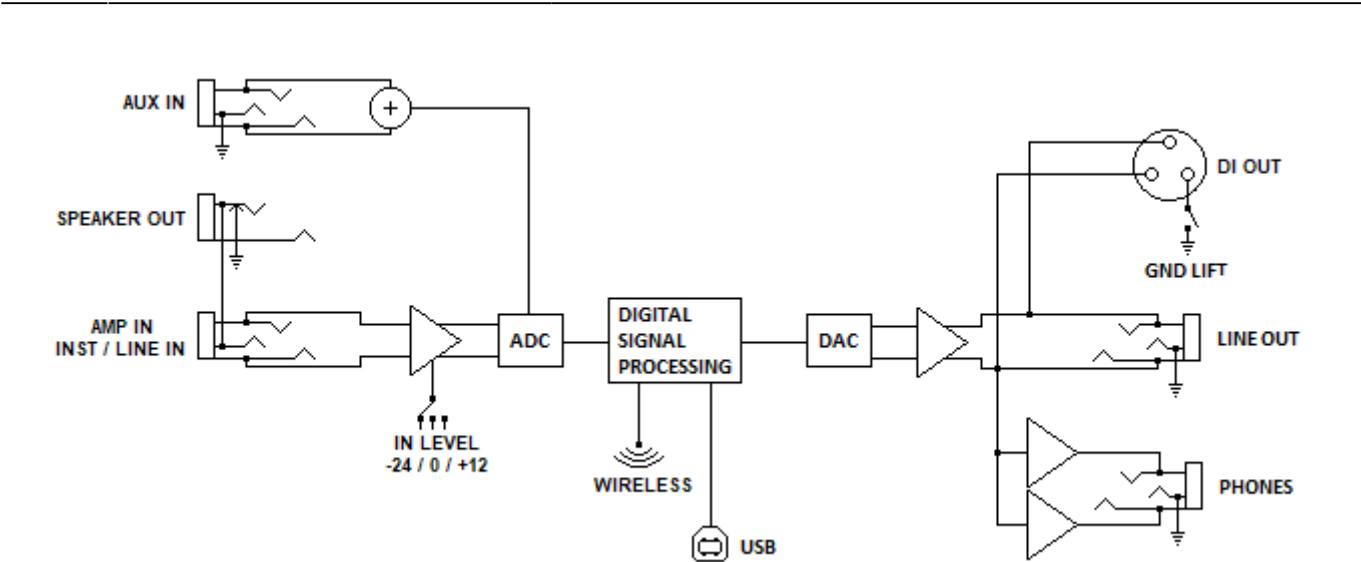 AUX IN
DI OUT
SPEAKER OUT
GND LIFT
AMP IN
INST / LINE IN
ADC
DIGITAL
SIGNAL
PROCESSING
DAC
LINE OUT
IN LEVEL
-24 / 0 / +12
WIRELESS
PHONES
USB